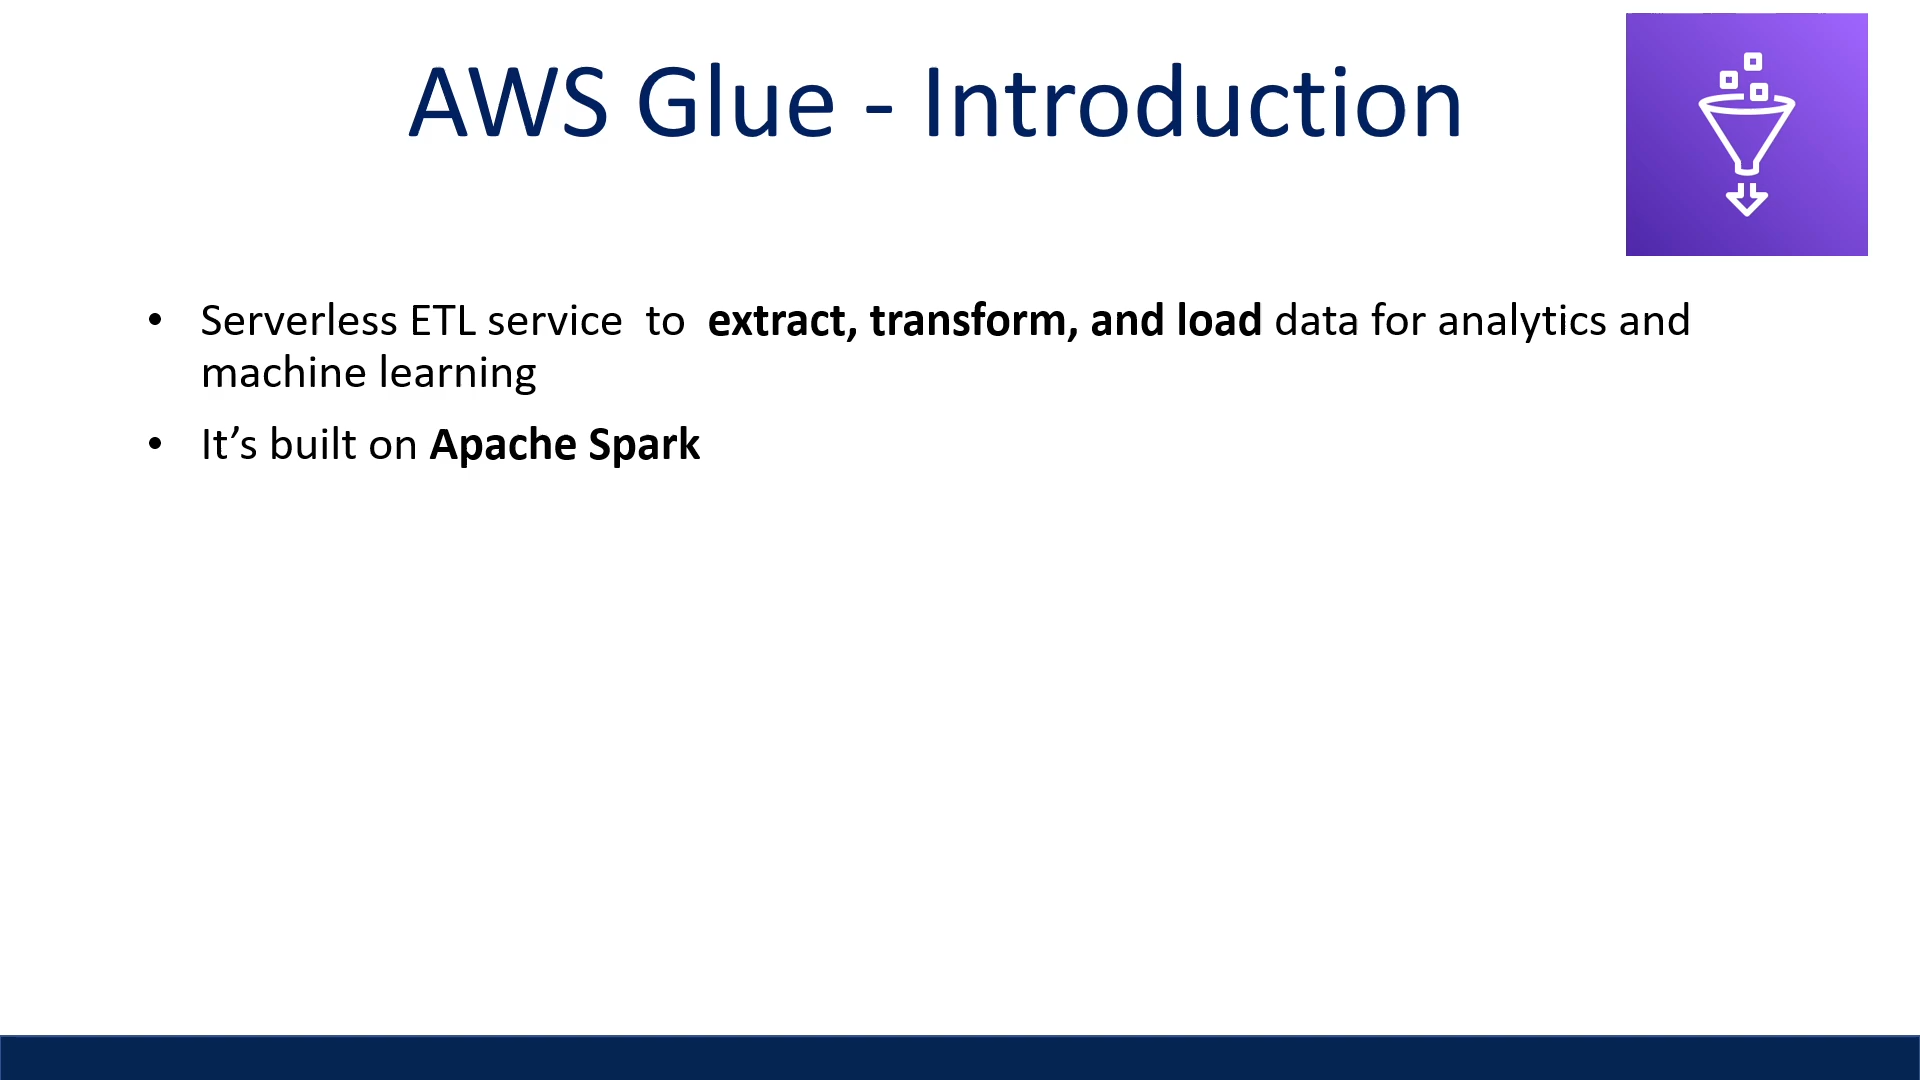 AWS Glue - Introduction
• Serverless ETL service  to  extract, transform, and load data for analytics and
machine learning
• It’s built on Apache Spark